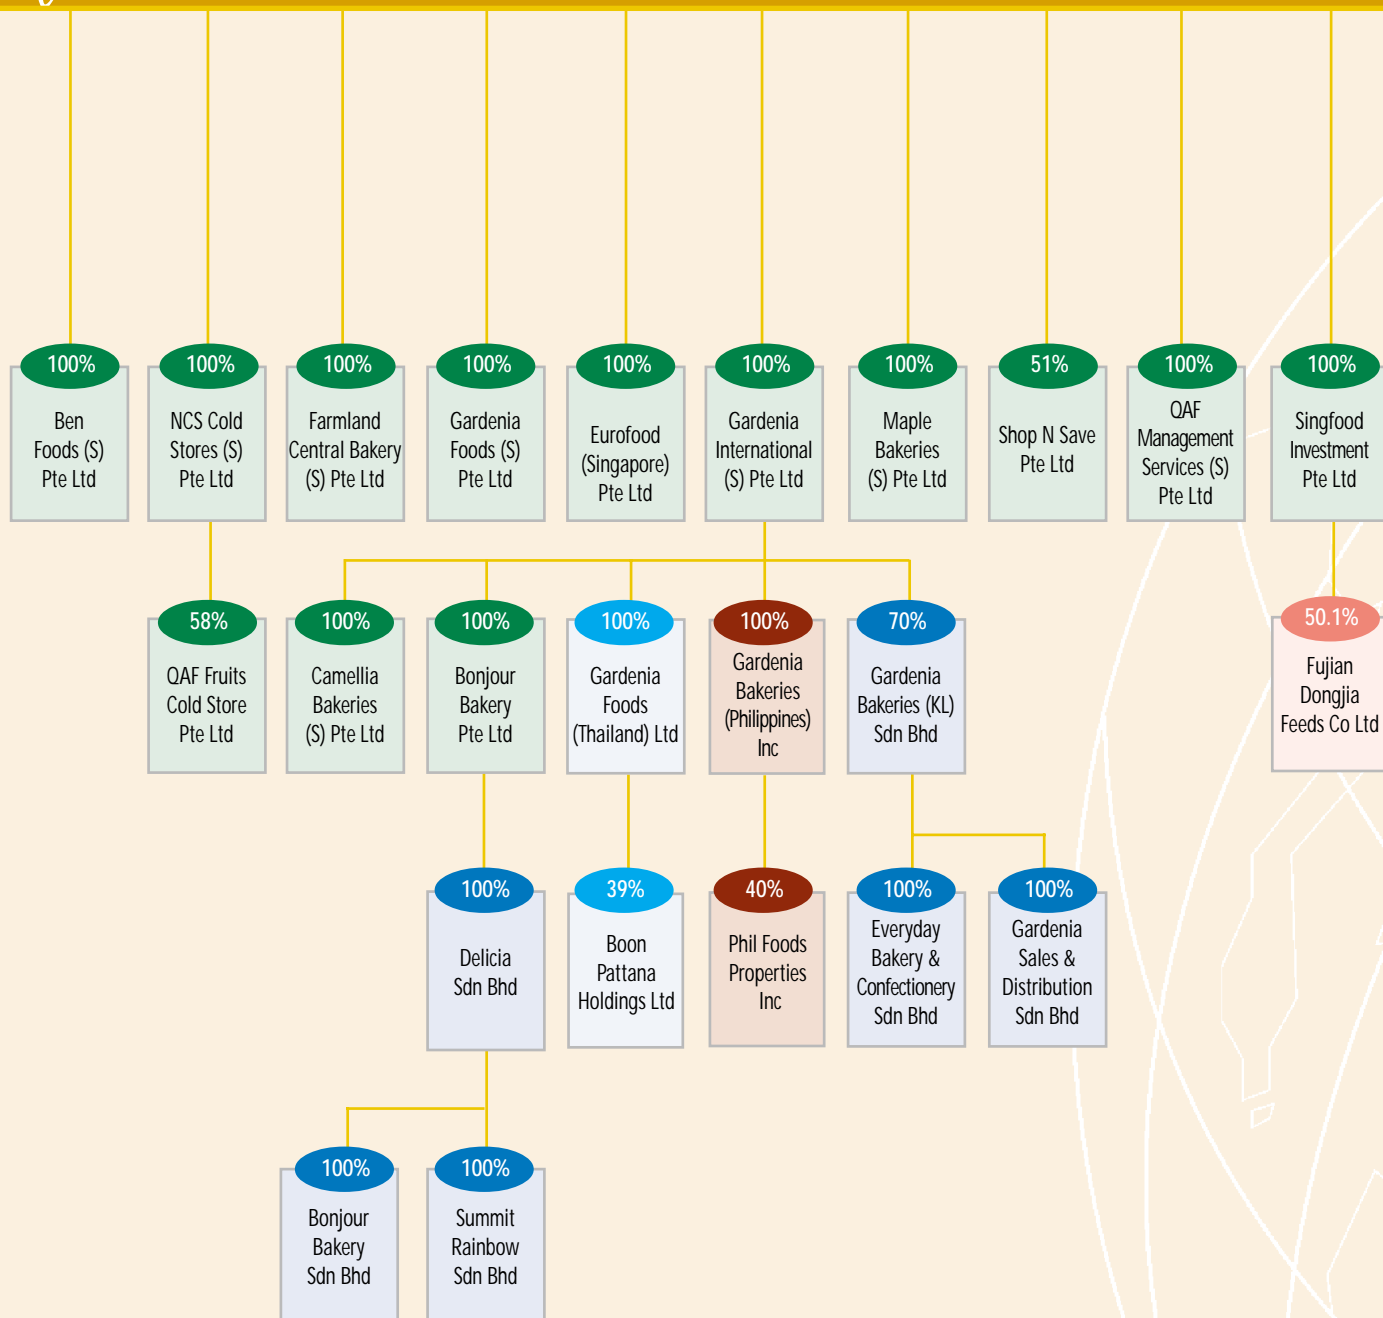 100%
Ben
Foods (S)
Pte Ltd
100%
NCS Cold
Stores (S)
Pte Ltd
100%
Farmland
Central Bakery
(S) Pte Ltd
100%
Gardenia
Foods (S)
Pte Ltd
100%
Eurofood
(Singapore)
Pte Ltd
100%
Gardenia
International
(S) Pte Ltd
100%
Maple
Bakeries
(S) Pte Ltd
51%
Shop N Save
Pte Ltd
100%
QAF
Management
Services (S)
Pte Ltd
100%
Singfood
Investment
Pte Ltd
58%
QAF Fruits
Cold Store
Pte Ltd
100%
Camellia
Bakeries
(S) Pte Ltd
100%
Bonjour
Bakery
Pte Ltd
100%
Gardenia
Foods
(Thailand) Ltd
100%
Gardenia
Bakeries
(Philippines)
Inc
70%
Gardenia
Bakeries (KL)
Sdn Bhd
50.1%
Fujian
Dongjia
Feeds Co Ltd
100%
Delicia
Sdn Bhd
39%
Boon
Pattana
Holdings Ltd
40%
Phil Foods
Properties
Inc
100%
Everyday
Bakery &
Confectionery
Sdn Bhd
100%
Gardenia
Sales &
Distribution
Sdn Bhd
100%
Bonjour
Bakery
Sdn Bhd
100%
Summit
Rainbow
Sdn Bhd